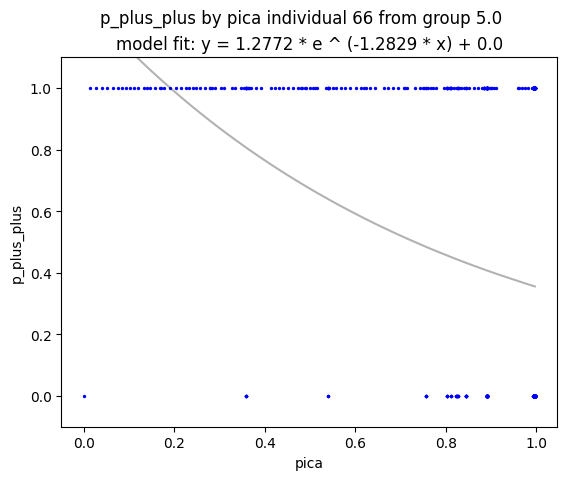 p_plus_plus by pica individual 66 from group 5.0
model fit: y = 1.2772 * e ^ (-1.2829 * x) + 0.0
1.0
0.8
0.6
0.4
0.2
0.0
p_plus_plus
0.0 0.2 0.4 0.6 0.8 1.0
pica